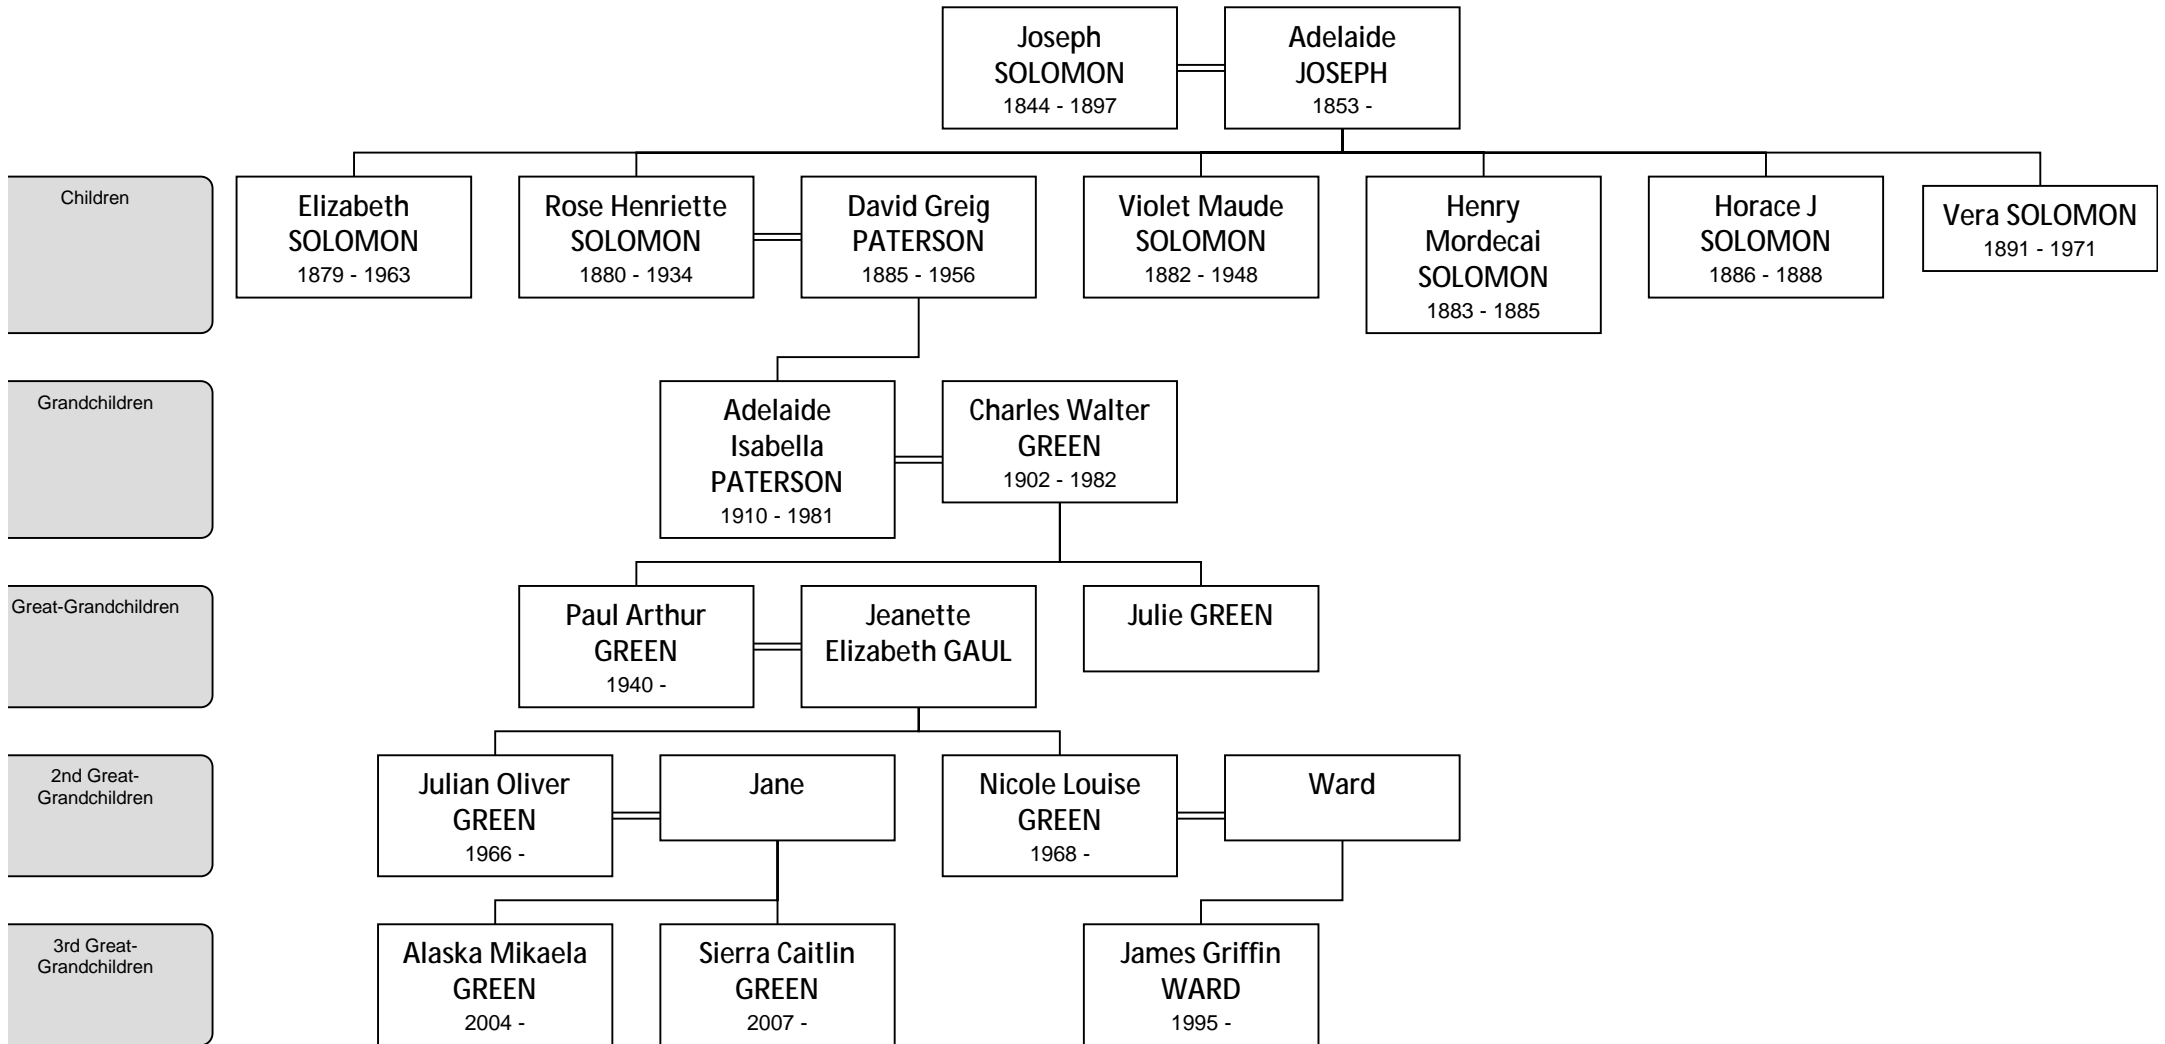 Joseph
SOLOMON
1844 - 1897
Adelaide
JOSEPH
1853 -
Children
Elizabeth
SOLOMON
1879 - 1963
Rose Henriette
SOLOMON
1880 - 1934
David Greig
PATERSON
1885 - 1956
Violet Maude
SOLOMON
1882 - 1948
Henry
Mordecai
SOLOMON
1883 - 1885
Horace J
SOLOMON
1886 - 1888
Vera SOLOMON
1891 - 1971
Grandchildren
Adelaide
Isabella
PATERSON
1910 - 1981
Charles Walter
GREEN
1902 - 1982
Great-Grandchildren
Paul Arthur
GREEN
1940 -
Jeanette
Elizabeth GAUL
Julie GREEN
2nd Great-
Grandchildren
Julian Oliver
GREEN
1966 -
Jane
Nicole Louise
GREEN
1968 -
Ward
3rd Great-
Grandchildren
Alaska Mikaela
GREEN
2004 -
Sierra Caitlin
GREEN
2007 -
James Griffin
WARD
1995 -